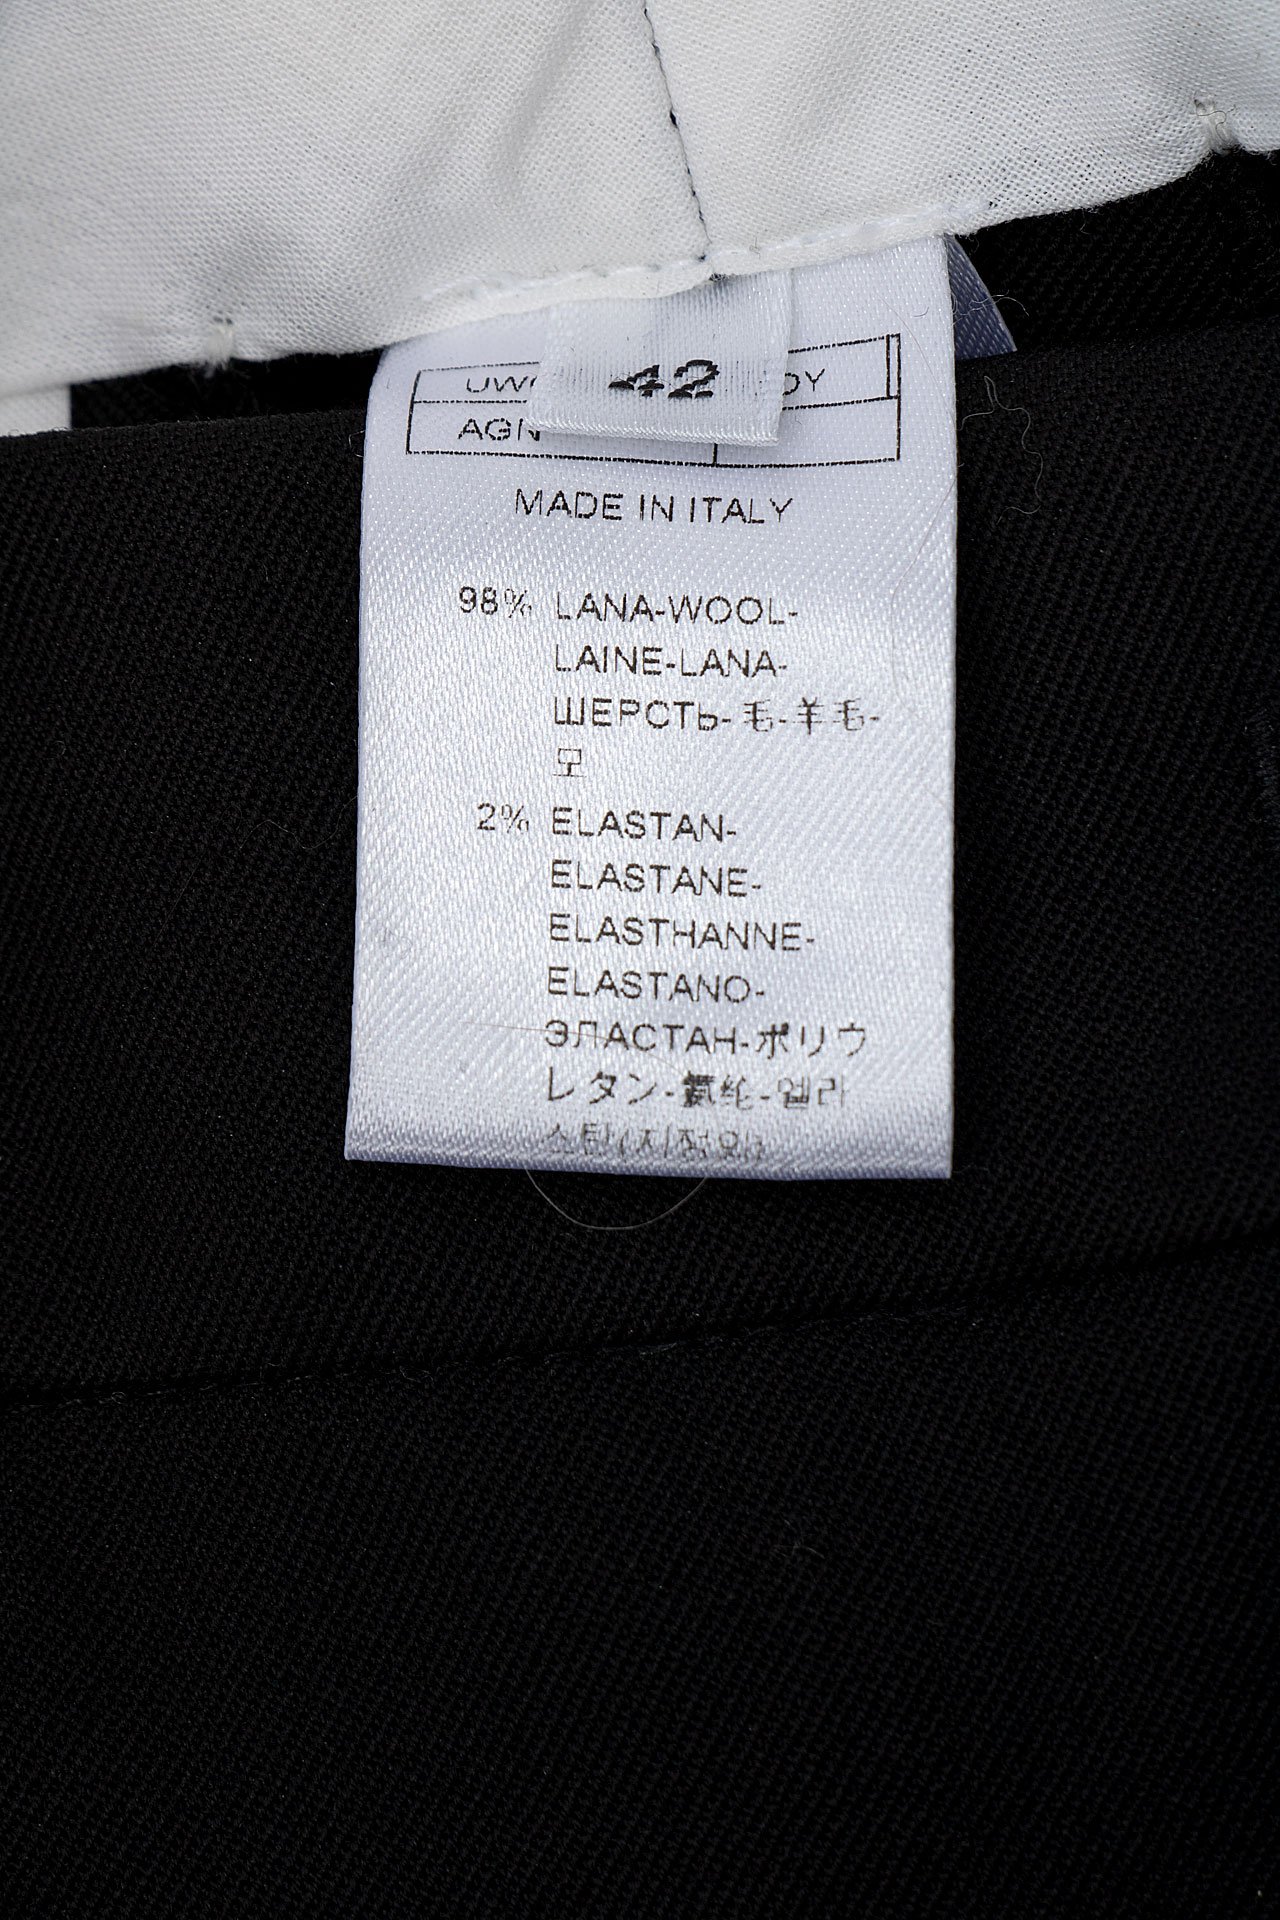 42
MADE IN ITALY
98% LANA-WOOL-
LAINE-LANA-
ШЕРСТЬ-毛-羊毛-
모
2% ELASTAN-
ELASTANE-
ELASTHANNE-
ELASTANO-
ЭЛАСТАН-ポリウ
レタン-氨纶-엘라